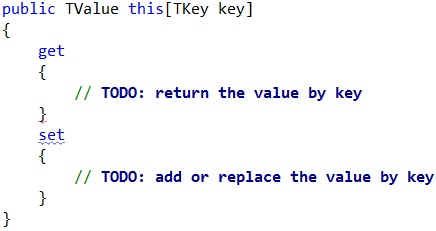 public TValue this[TKey key]
{
    get
    {
        // TODO: return the value by key
    }
    set
    {
        // TODO: add or replace the value by key
    }
}